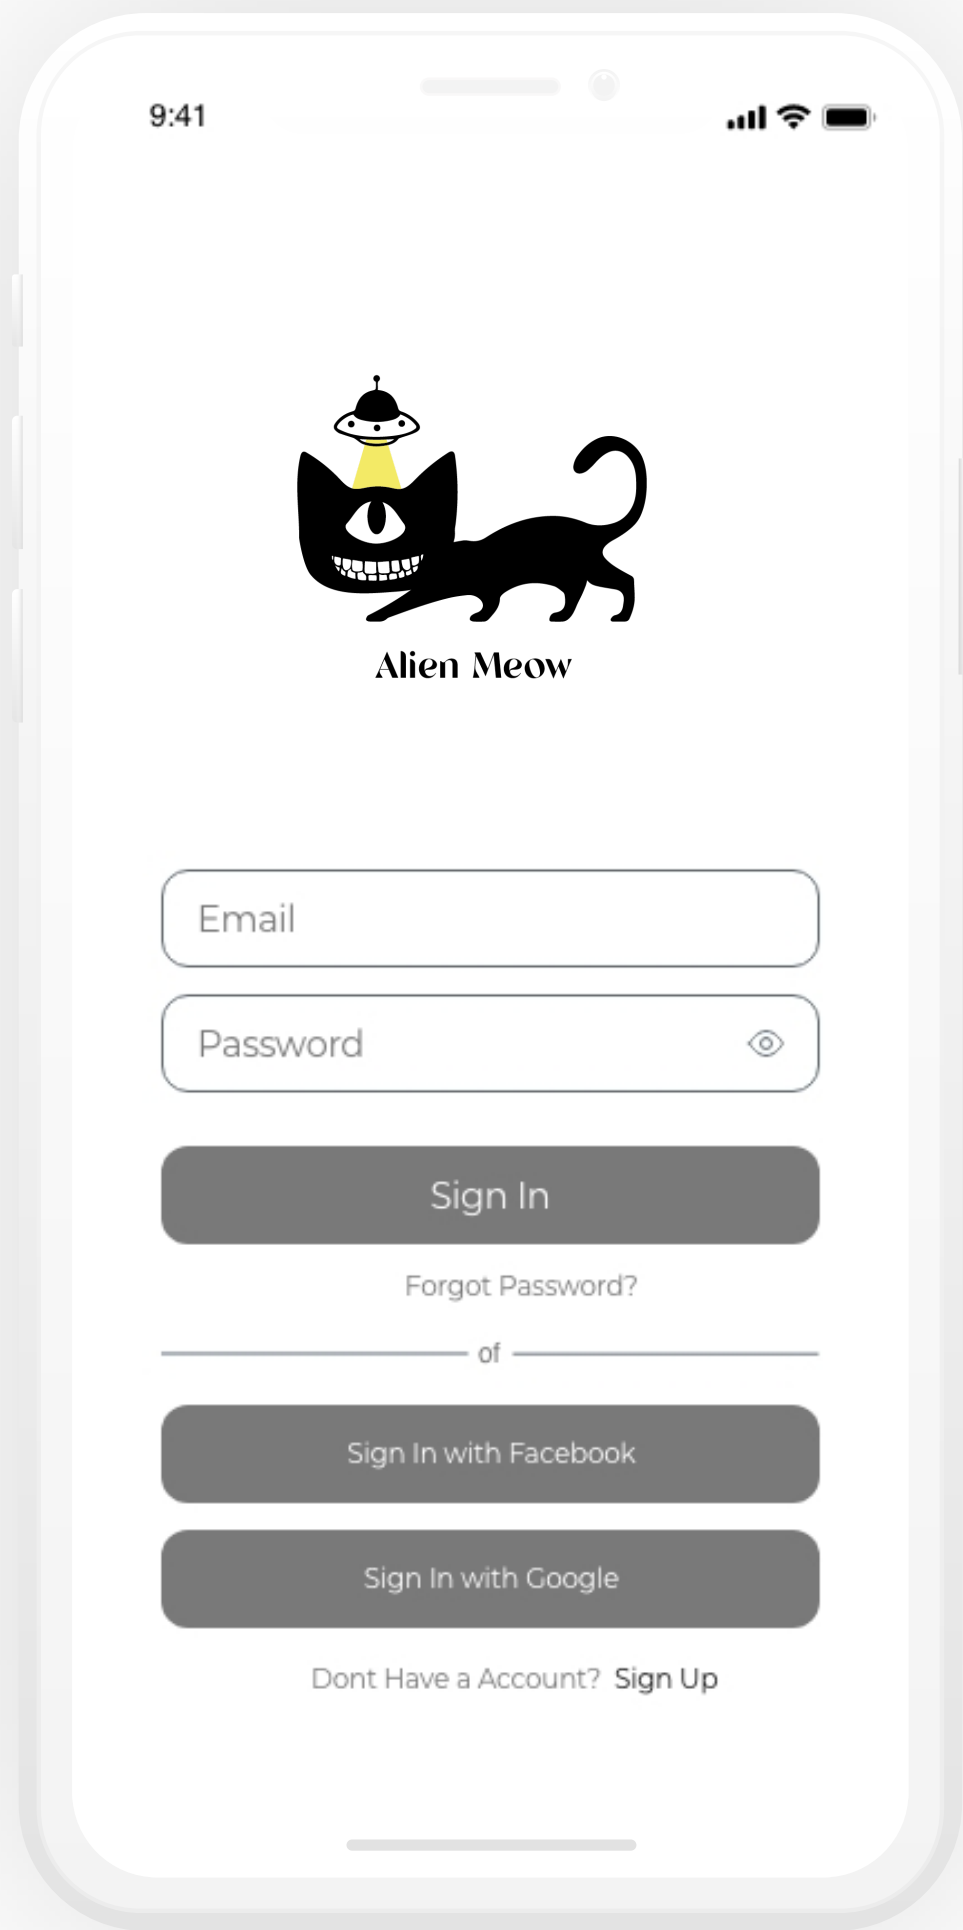 9:41
Alien Meow
Email
Password
Sign In
Forgot Password?
of
Sign In with Facebook
Sign In with Google
Dont Have a Account? Sign Up